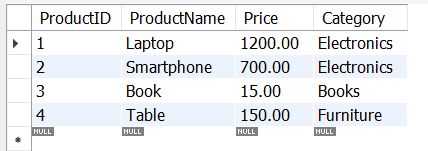 ProductID ProductName Price Category
1 Laptop 1200.00 Electronics
2 Smartphone 700.00 Electronics
3 Book 15.00 Books
4 Table 150.00 Furniture
NULL NULL NULL NULL